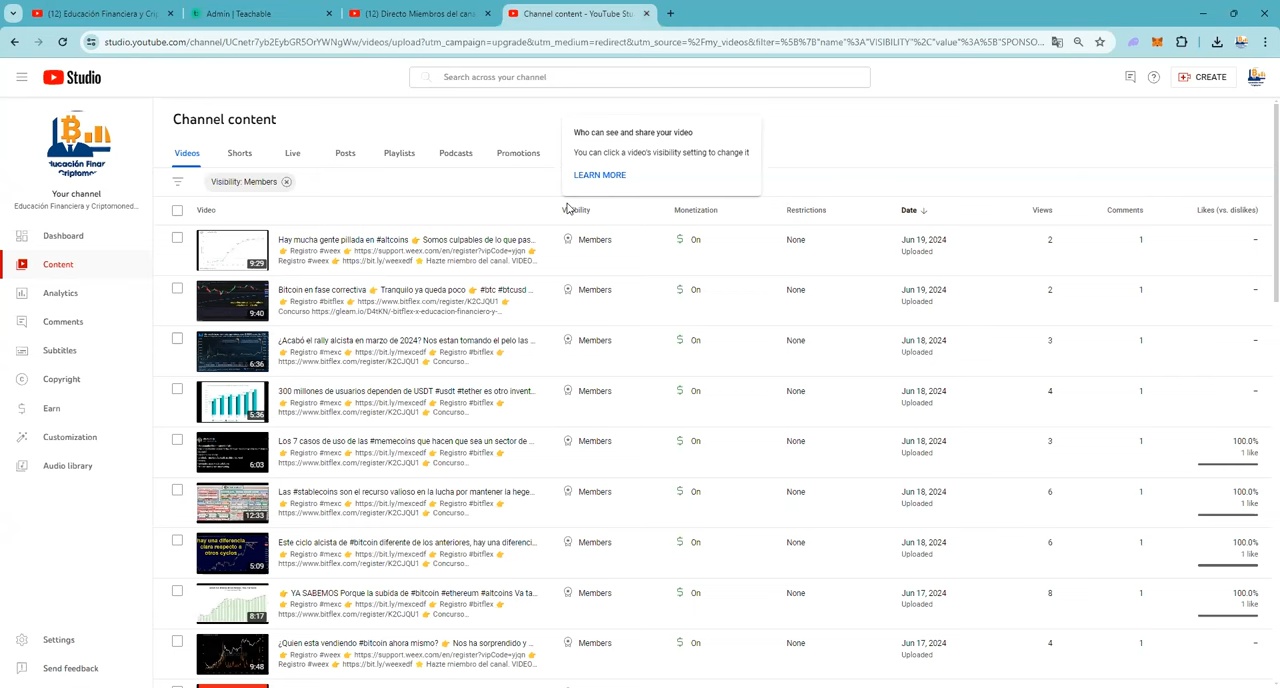 (12) Educación Financiera y Cri
Admin | Teachable
(12) Directo Miembros del can
Channel content - YouTube Stu
studio.youtube.com/channel/UCnetr7yb2EybGR5OrYWNgWw/videos/upload?utm_campaign=upgrade&utm_medium=redirect&utm_source=%2Fmy_videos&filter=%5B%7B"name"%3A"VISIBILITY"%2C"value"%3A%5B"SPONSO...
Studio
Search across your channel
CREATE
Educación Finan
Criptomon
Your channel
Educación Financiera y Criptomoned...
Dashboard
Content
Analytics
Comments
Subtitles
Copyright
Earn
Customization
Audio library
Settings
Send feedback
Channel content
Who can see and share your video
You can click a video's visibility setting to change it
LEARN MORE
Videos Shorts Live Posts Playlists Podcasts Promotions
Visibility: Members
Video Visibility Monetization Restrictions Date Views Comments Likes (vs. dislikes)
9:29 Hay mucha gente pillada en #altcoins 👉 Somos culpables de lo que pas... Members On None Jun 19, 2024 2 1 –
👉 Registro #weex 👉 https://support.weex.com/en/register?vipCode=yjqn 👉 Uploaded
Registro #weex 👉 https://bit.ly/weexedf 👉 Hazte miembro del canal. VIDEO...
9:40 Bitcoin en fase correctiva 👉 Tranquilo ya queda poco 👉 #btc #btcusd ... Members On None Jun 19, 2024 2 1 –
👉 Registro #bitflex 👉 https://www.bitflex.com/register/K2CJQU1 👉 Uploaded
Concurso https://gleam.io/D4tKN/-bitflex-x-educacion-financiero-y-...
6:36 ¿Acabó el rally alcista en marzo de 2024? Nos estan tomando el pelo las ... Members On None Jun 18, 2024 3 1 –
👉 Registro #mexc 👉 https://bit.ly/mexcedf 👉 Registro #bitflex 👉 Uploaded
https://www.bitflex.com/register/K2CJQU1 👉 Concurso...
5:36 300 millones de usuarios dependen de USDT #usdt #tether es otro invent... Members On None Jun 18, 2024 4 1 –
👉 Registro #mexc 👉 https://bit.ly/mexcedf 👉 Registro #bitflex 👉 Uploaded
https://www.bitflex.com/register/K2CJQU1 👉 Concurso...
6:03 Los 7 casos de uso de las #memecoins que hacen que sea un sector de ... Members On None Jun 18, 2024 3 1 100.0%
👉 Registro #mexc 👉 https://bit.ly/mexcedf 👉 Registro #bitflex 👉 Uploaded 1 like
https://www.bitflex.com/register/K2CJQU1 👉 Concurso...
12:33 Las #stablecoins son el recurso valioso en la lucha por mantener la hege... Members On None Jun 18, 2024 6 1 100.0%
👉 Registro #mexc 👉 https://bit.ly/mexcedf 👉 Registro #bitflex 👉 Uploaded 1 like
https://www.bitflex.com/register/K2CJQU1 👉 Concurso...
hay una diferencia
clara respecto a
otros cyclos
5:09 Este ciclo alcista de #bitcoin diferente de los anteriores, hay una diferenci... Members On None Jun 18, 2024 6 1 100.0%
👉 Registro #mexc 👉 https://bit.ly/mexcedf 👉 Registro #bitflex 👉 Uploaded 1 like
https://www.bitflex.com/register/K2CJQU1 👉 Concurso...
8:17 👉 YA SABEMOS Porque la subida de #bitcoin #ethereum #altcoins Va ta... Members On None Jun 17, 2024 8 1 100.0%
👉 Registro #mexc 👉 https://bit.ly/mexcedf 👉 Registro #bitflex 👉 Uploaded 1 like
https://www.bitflex.com/register/K2CJQU1 👉 Concurso...
9:48 ¿Quien esta vendiendo #bitcoin ahora mismo? 👉 Nos ha sorprendido y ... Members On None Jun 17, 2024 4 1 –
👉 Registro #weex 👉 https://support.weex.com/en/register?vipCode=yjqn 👉 Uploaded
Registro #weex 👉 https://bit.ly/weexedf 👉 Hazte miembro del canal. VIDEO...